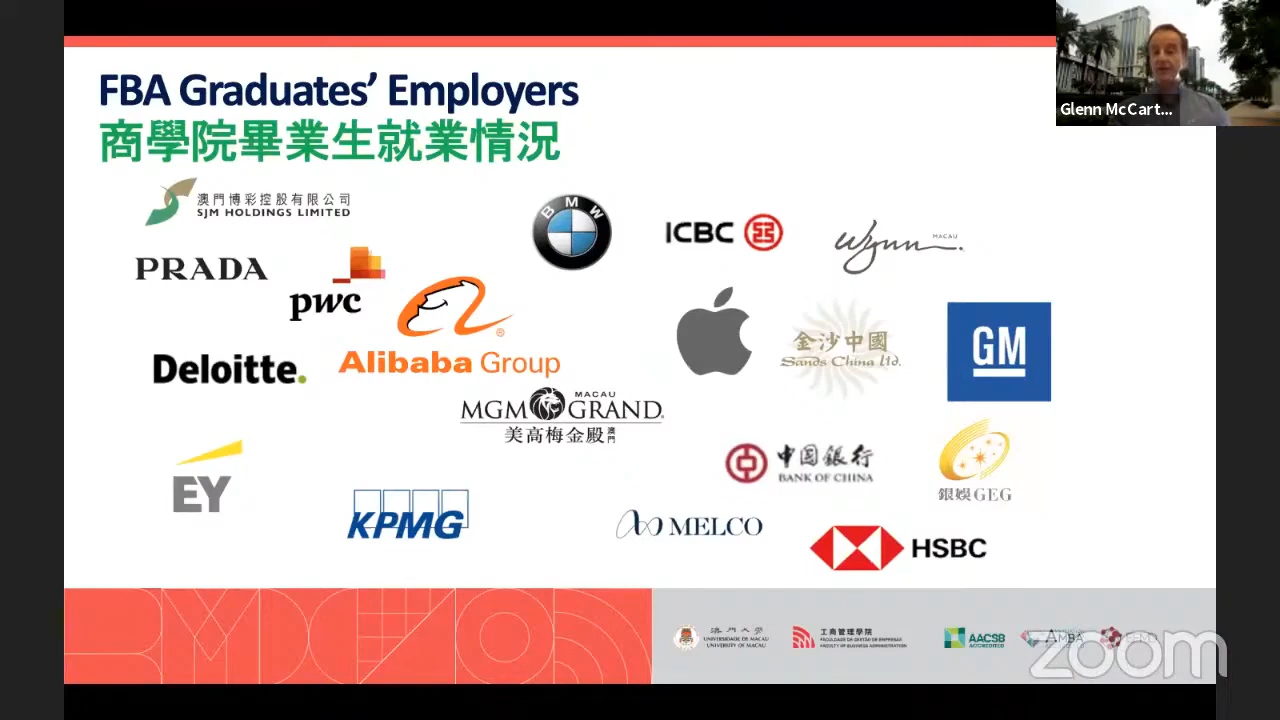 FBA Graduates' Employers
商學院畢業生就業情況
Glenn McCart...
澳門博彩控股有限公司
SJM HOLDINGS LIMITED
BMW
ICBC
wynn
MACAU
PRADA
pwc
Alibaba Group
金沙中國
Sands China Ltd.
GM
Deloitte.
MACAU
MGM GRAND
美高梅金殿 澳門
中国银行
BANK OF CHINA
銀娛 GEG
EY
KPMG
MELCO
HSBC
澳門大學
UNIVERSIDADE DE MACAU
UNIVERSITY OF MACAU
工商管理學院
FACULDADE DE GESTÃO DE EMPRESAS
FACULTY OF BUSINESS ADMINISTRATION
AACSB
ACCREDITED
AMBA
zoom